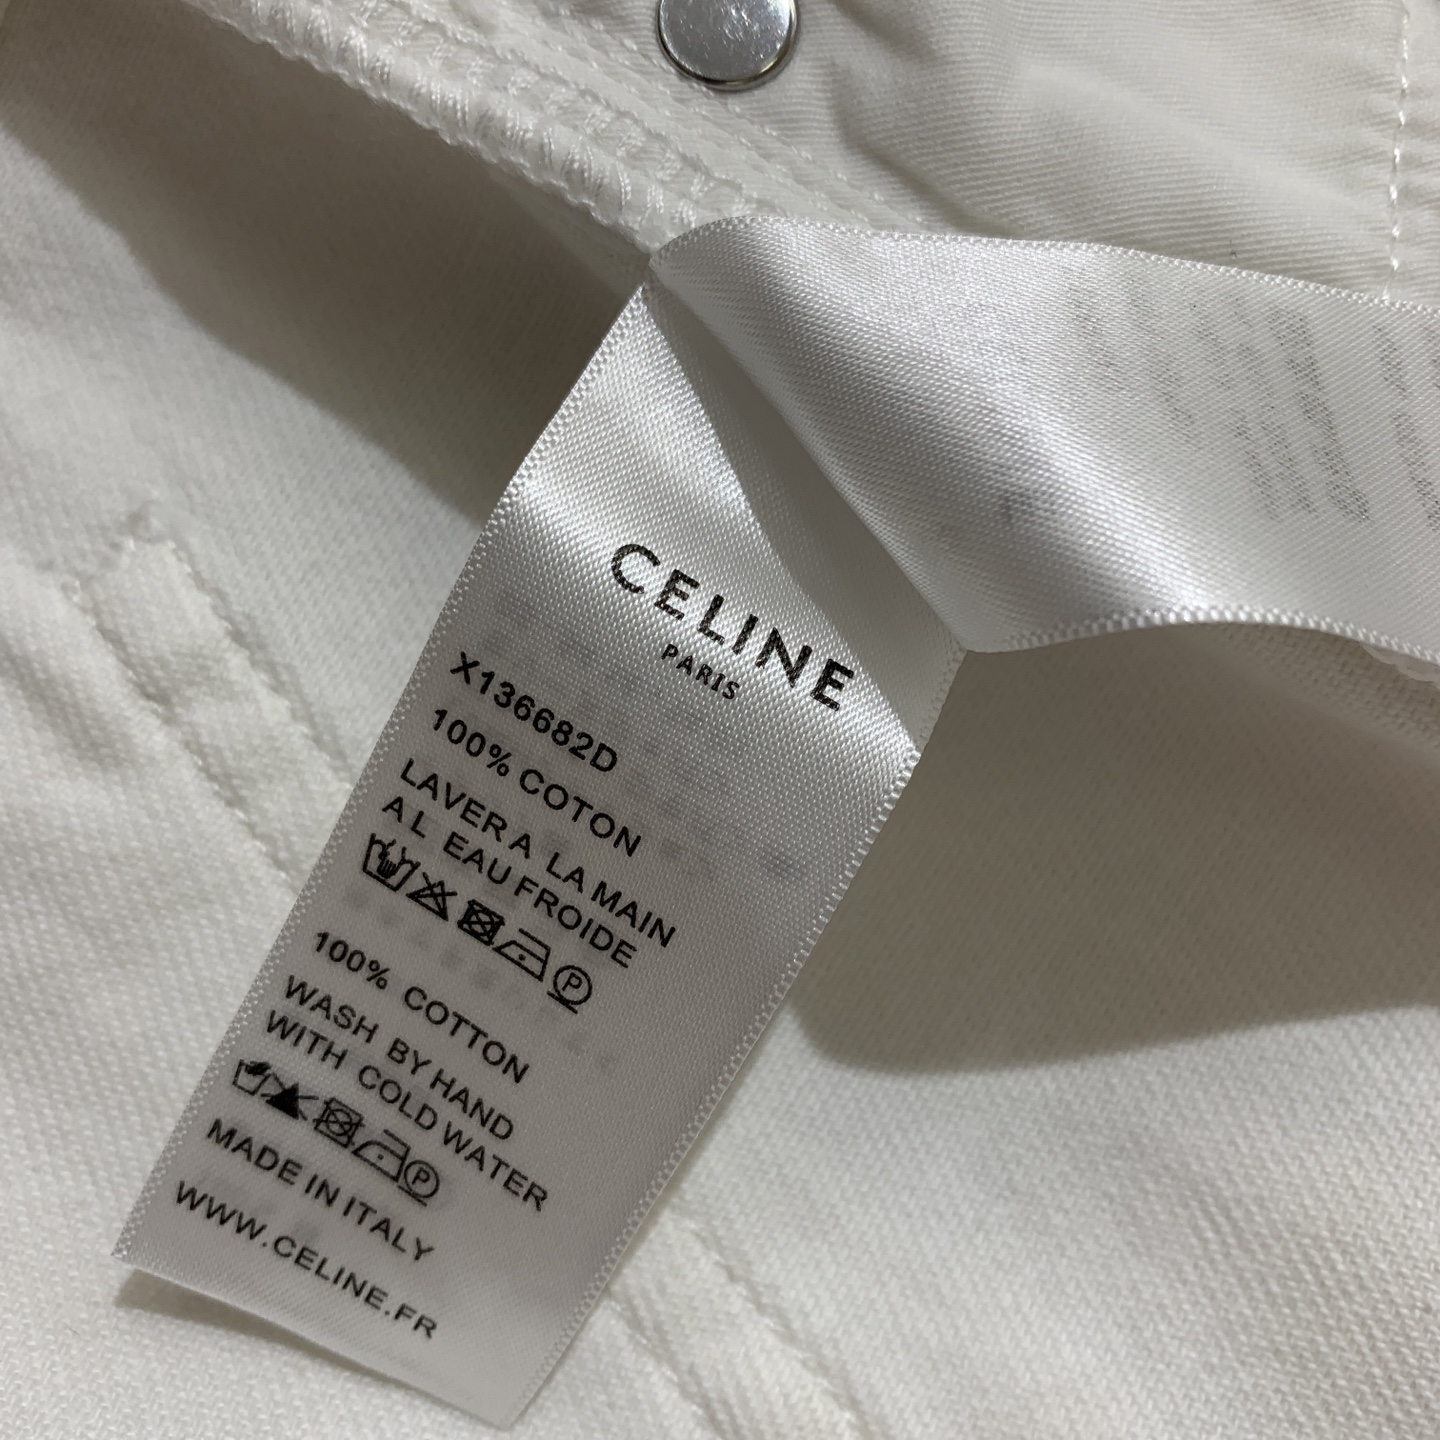 CELINE
PARIS
X136682D
100% COTON
LAVER A LA MAIN
A L EAU FROIDE
P
100% COTTON
WASH BY HAND
WITH COLD WATER
P
MADE IN ITALY
WWW.CELINE.FR